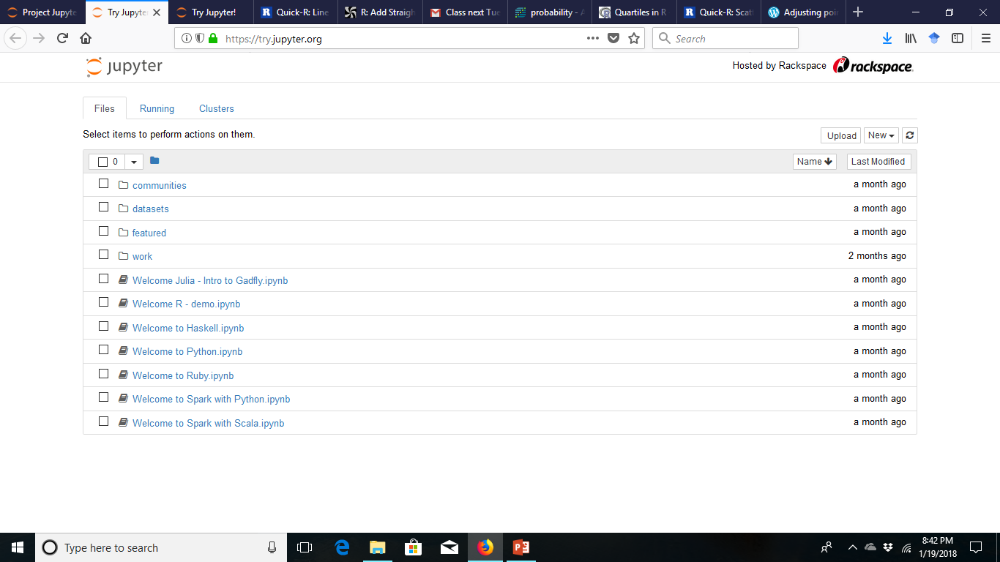 Project Jupyte
Try Jupyter
Try Jupyter!
Quick-R: Line
R: Add Straigh
Class next Tue
probability - A
Quartiles in R
Quick-R: Scat
Adjusting poin
https://try.jupyter.org
Search
jupyter
Hosted by Rackspace
rackspace.
Files
Running
Clusters
Select items to perform actions on them.
Upload
New
0
Name
Last Modified
communities a month ago
datasets a month ago
featured a month ago
work 2 months ago
Welcome Julia - Intro to Gadfly.ipynb a month ago
Welcome R - demo.ipynb a month ago
Welcome to Haskell.ipynb a month ago
Welcome to Python.ipynb a month ago
Welcome to Ruby.ipynb a month ago
Welcome to Spark with Python.ipynb a month ago
Welcome to Spark with Scala.ipynb a month ago
Type here to search
8:42 PM
1/19/2018